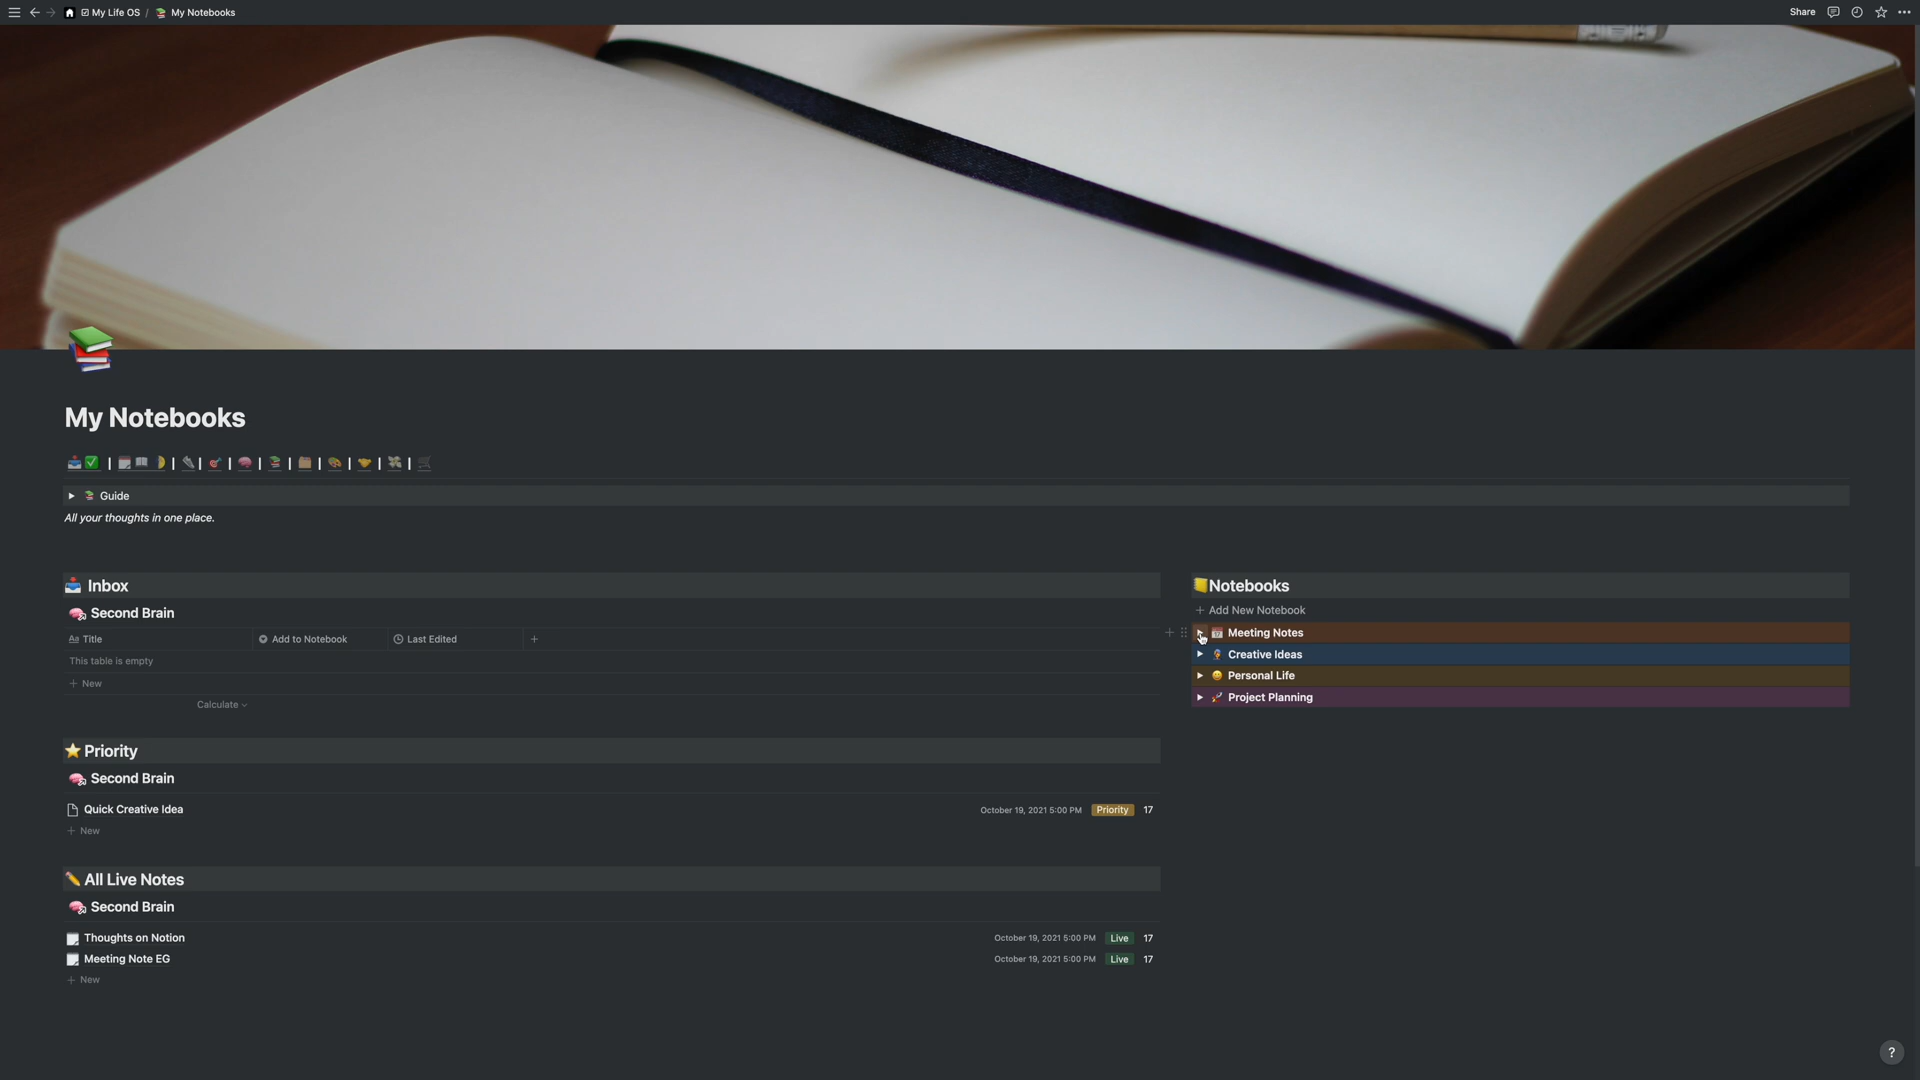 My Life OS / My Notebooks
Share
My Notebooks
Guide
All your thoughts in one place.
Inbox
Second Brain
Aa Title Add to Notebook Last Edited +
This table is empty
+ New
Calculate
Priority
Second Brain
Quick Creative Idea October 19, 2021 5:00 PM Priority 17
+ New
All Live Notes
Second Brain
Thoughts on Notion October 19, 2021 5:00 PM Live 17
Meeting Note EG October 19, 2021 5:00 PM Live 17
+ New
Notebooks
+ Add New Notebook
Meeting Notes
Creative Ideas
Personal Life
Project Planning
?